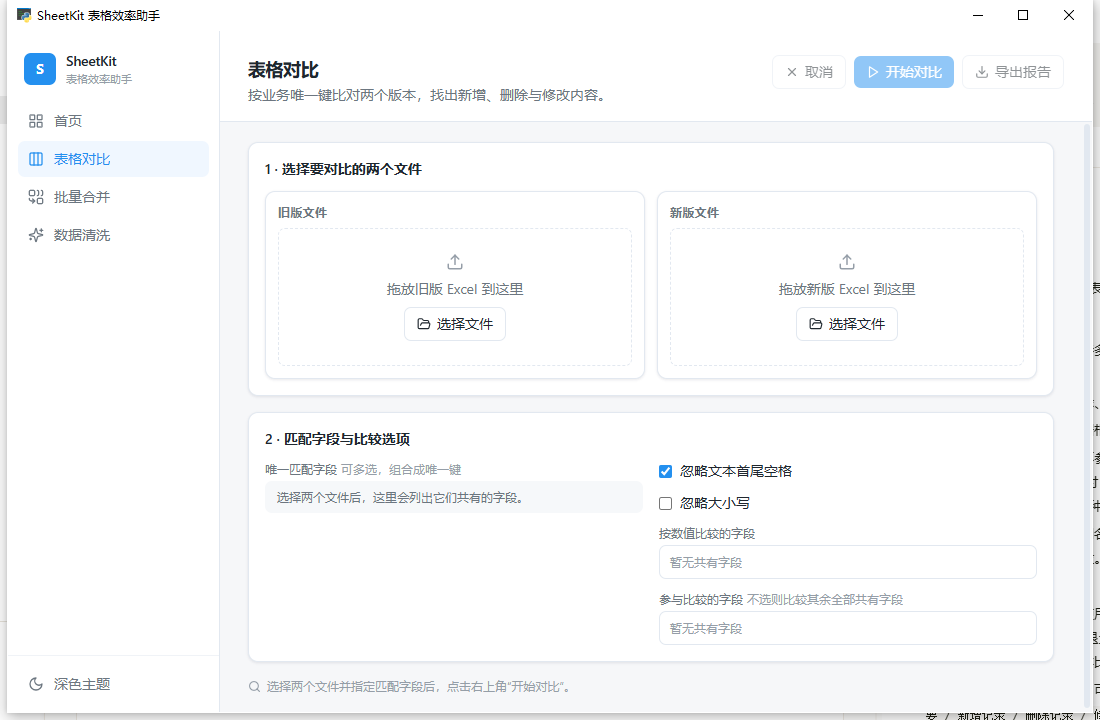 SheetKit 表格效率助手
S
SheetKit
表格效率助手
首页
表格对比
批量合并
数据清洗
深色主题
表格对比
按业务唯一键比对两个版本，找出新增、删除与修改内容。
取消
开始对比
导出报告
1 · 选择要对比的两个文件
旧版文件
拖放旧版 Excel 到这里
选择文件
新版文件
拖放新版 Excel 到这里
选择文件
2 · 匹配字段与比较选项
唯一匹配字段 可多选，组合成唯一键
选择两个文件后，这里会列出它们共有的字段。
忽略文本首尾空格
忽略大小写
按数值比较的字段
暂无共有字段
参与比较的字段 不选则比较其余全部共有字段
暂无共有字段
选择两个文件并指定匹配字段后，点击右上角“开始对比”。